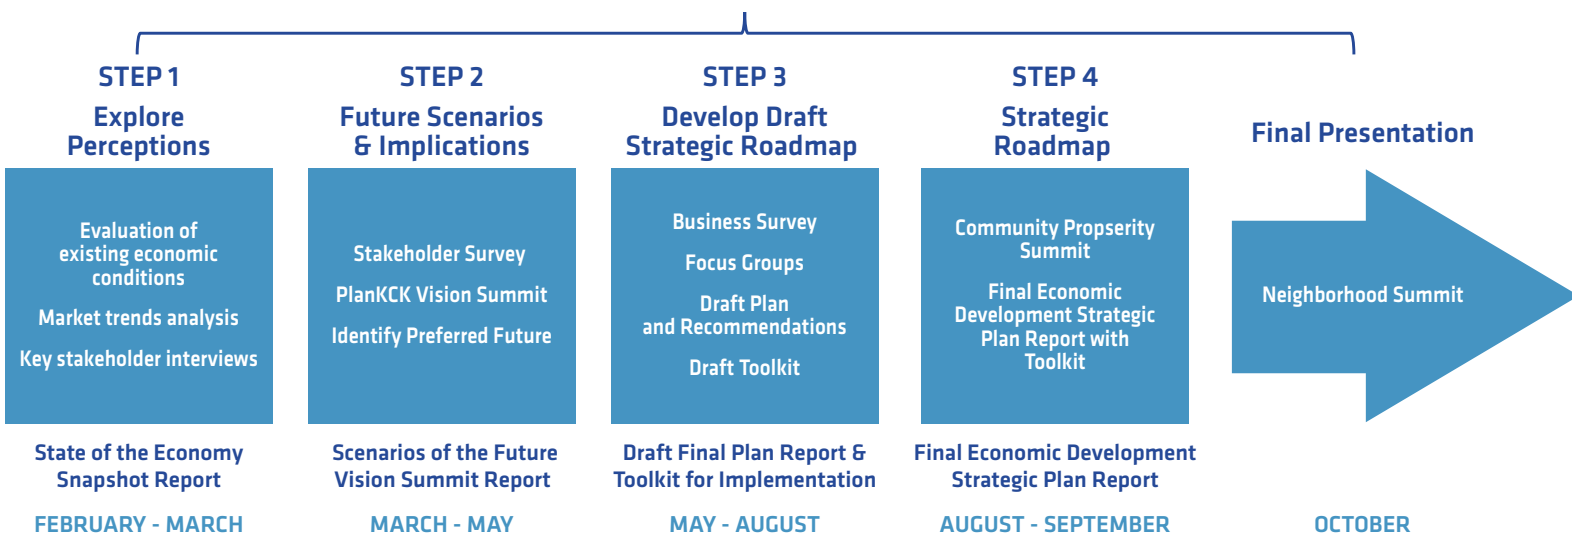 STEP 1
Explore
Perceptions
Evaluation of
existing economic
conditions
Market trends analysis
Key stakeholder interviews
State of the Economy
Snapshot Report
FEBRUARY - MARCH
STEP 2
Future Scenarios
& Implications
Stakeholder Survey
PlanKCK Vision Summit
Identify Preferred Future
Scenarios of the Future
Vision Summit Report
MARCH - MAY
STEP 3
Develop Draft
Strategic Roadmap
Business Survey
Focus Groups
Draft Plan
and Recommendations
Draft Toolkit
Draft Final Plan Report &
Toolkit for Implementation
MAY - AUGUST
STEP 4
Strategic
Roadmap
Community Propserity
Summit
Final Economic
Development Strategic
Plan Report with
Toolkit
Final Economic Development
Strategic Plan Report
AUGUST - SEPTEMBER
Final Presentation
Neighborhood Summit
OCTOBER